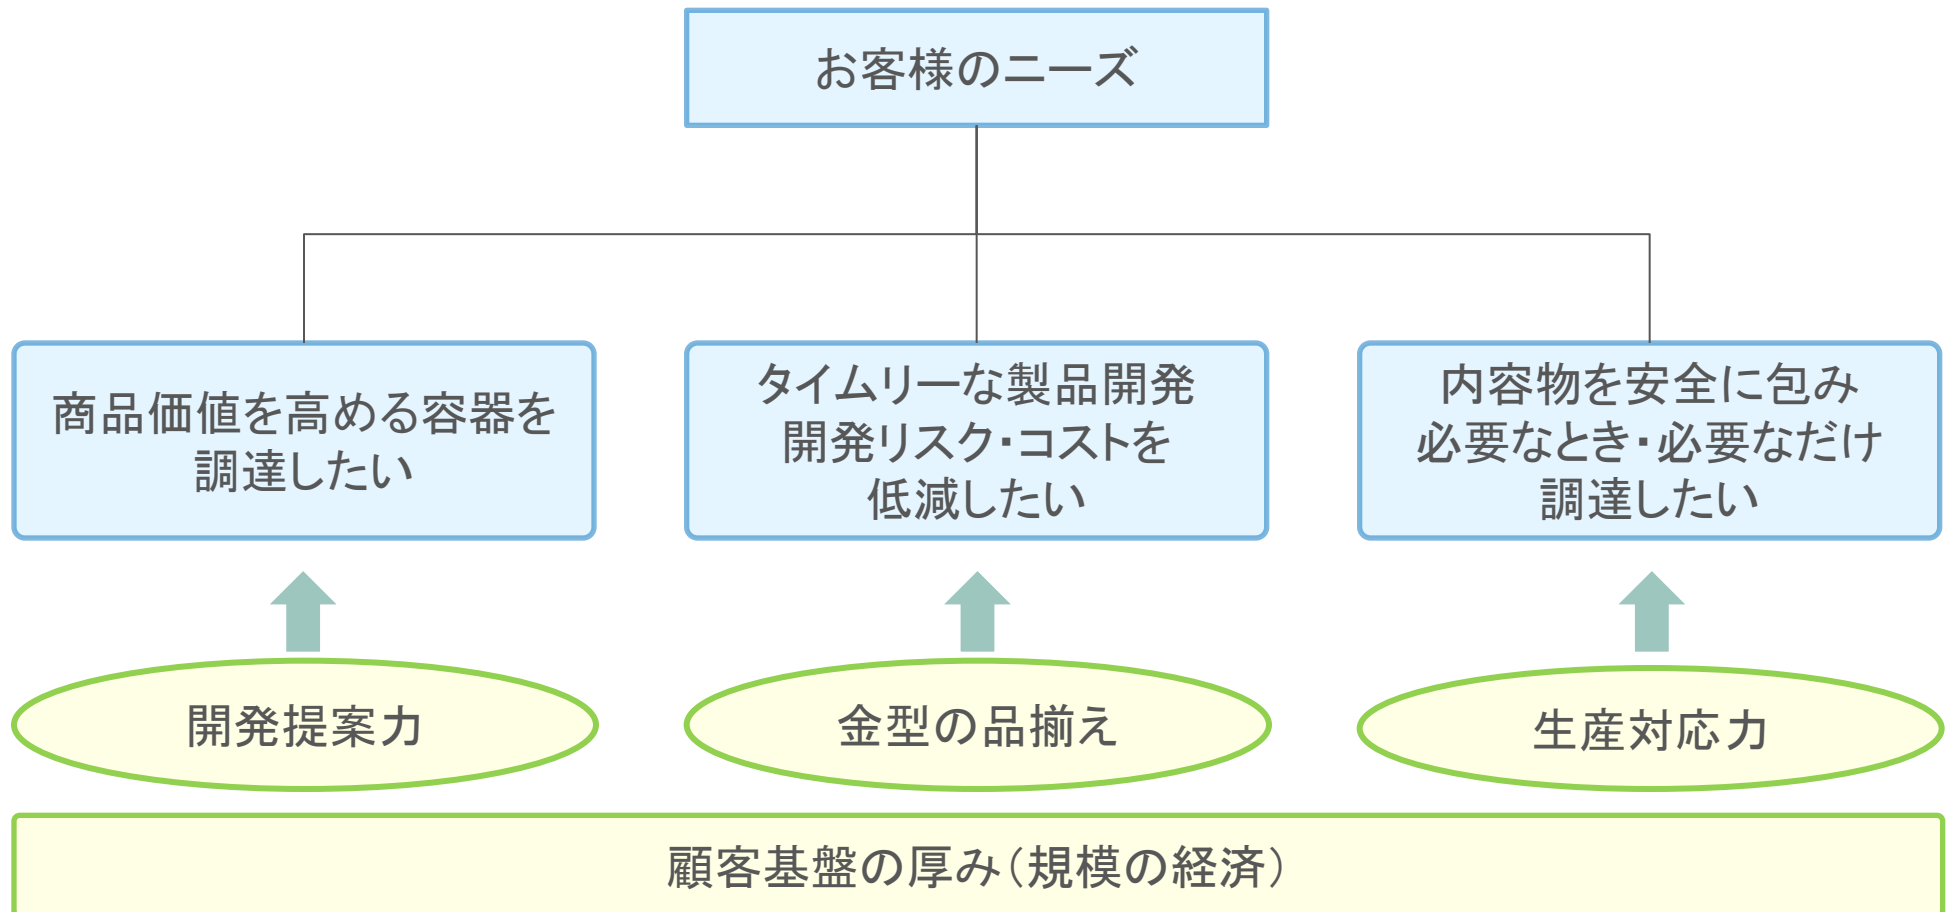 お客様のニーズ
商品価値を高める容器を
調達したい
タイムリーな製品開発
開発リスク・コストを
低減したい
内容物を安全に包み
必要なとき・必要なだけ
調達したい
開発提案力
金型の品揃え
生産対応力
顧客基盤の厚み（規模の経済）